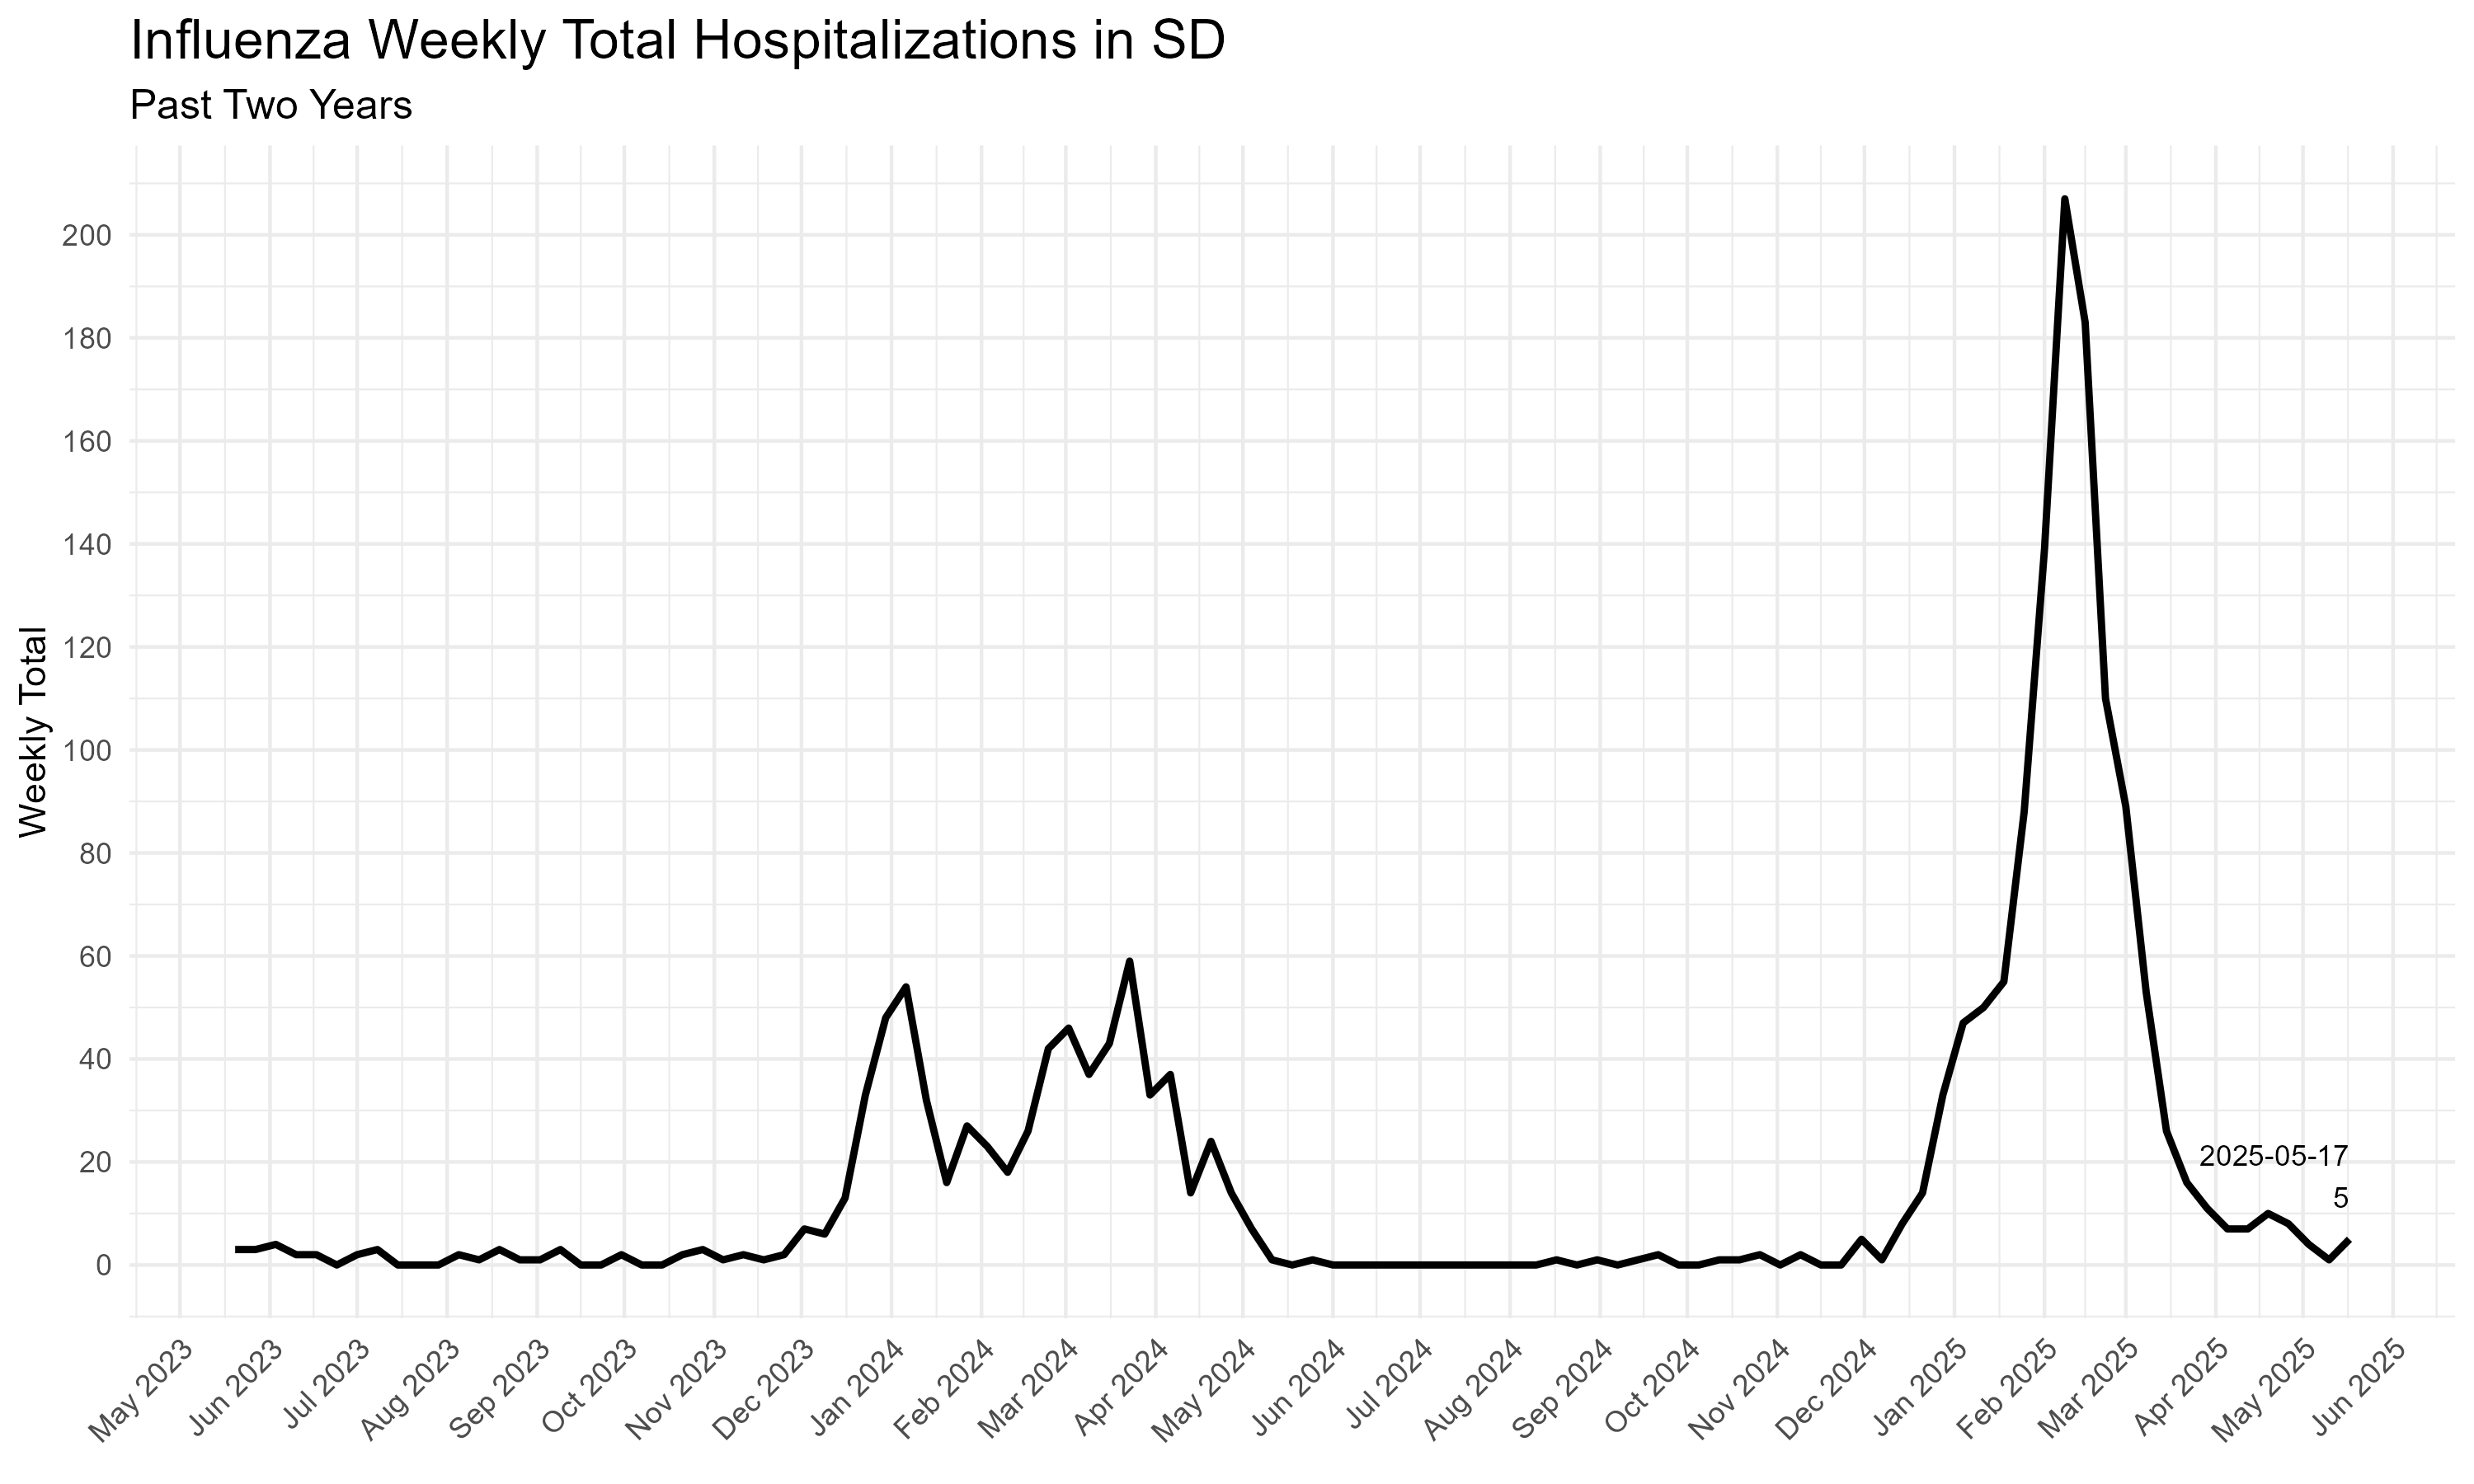 Influenza Weekly Total Hospitalizations in SD
Past Two Years
Weekly Total
200
180
160
140
120
100
80
60
40
20
0
2025-05-17
5
May 2023
Jun 2023
Jul 2023
Aug 2023
Sep 2023
Oct 2023
Nov 2023
Dec 2023
Jan 2024
Feb 2024
Mar 2024
Apr 2024
May 2024
Jun 2024
Jul 2024
Aug 2024
Sep 2024
Oct 2024
Nov 2024
Dec 2024
Jan 2025
Feb 2025
Mar 2025
Apr 2025
May 2025
Jun 2025